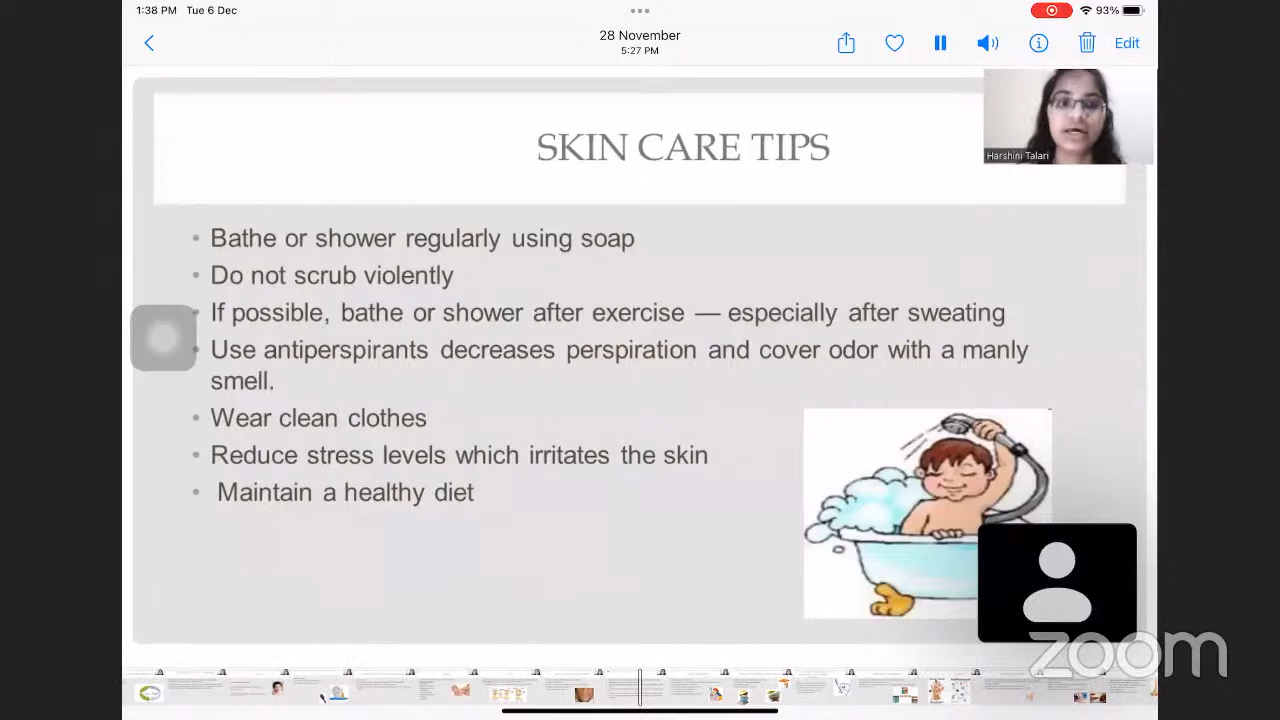 1:38 PM Tue 6 Dec
93%
28 November
5:27 PM
Edit
Harshini Talari
SKIN CARE TIPS
• Bathe or shower regularly using soap
• Do not scrub violently
• If possible, bathe or shower after exercise — especially after sweating
• Use antiperspirants decreases perspiration and cover odor with a manly
smell.
• Wear clean clothes
• Reduce stress levels which irritates the skin
• Maintain a healthy diet
zoom